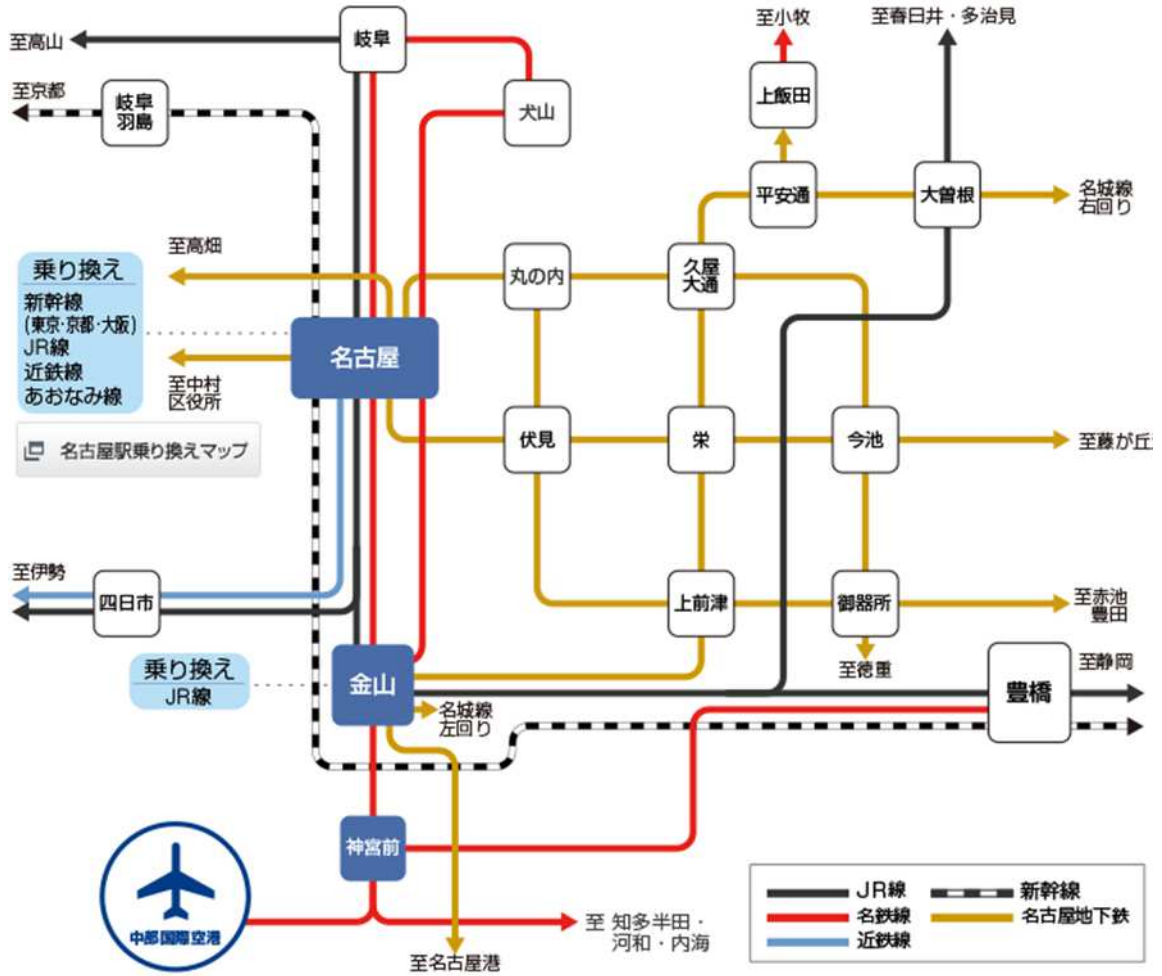 至小牧
至春日井・多治見
至高山
岐阜
至京都
岐阜
羽島
犬山
上飯田
平安通
大曽根
名城線
右回り
至高畑
丸の内
久屋
大通
乗り換え
新幹線
(東京・京都・大阪)
JR線
近鉄線
あおなみ線
名古屋
至中村
区役所
名古屋駅乗り換えマップ
伏見
栄
今池
至藤が丘
至伊勢
四日市
上前津
御器所
至赤池
豊田
至徳重
乗り換え
JR線
金山
名城線
左回り
豊橋
至静岡
神宮前
中部国際空港
至 知多半田・
河和・内海
至名古屋港
JR線
新幹線
名鉄線
名古屋地下鉄
近鉄線